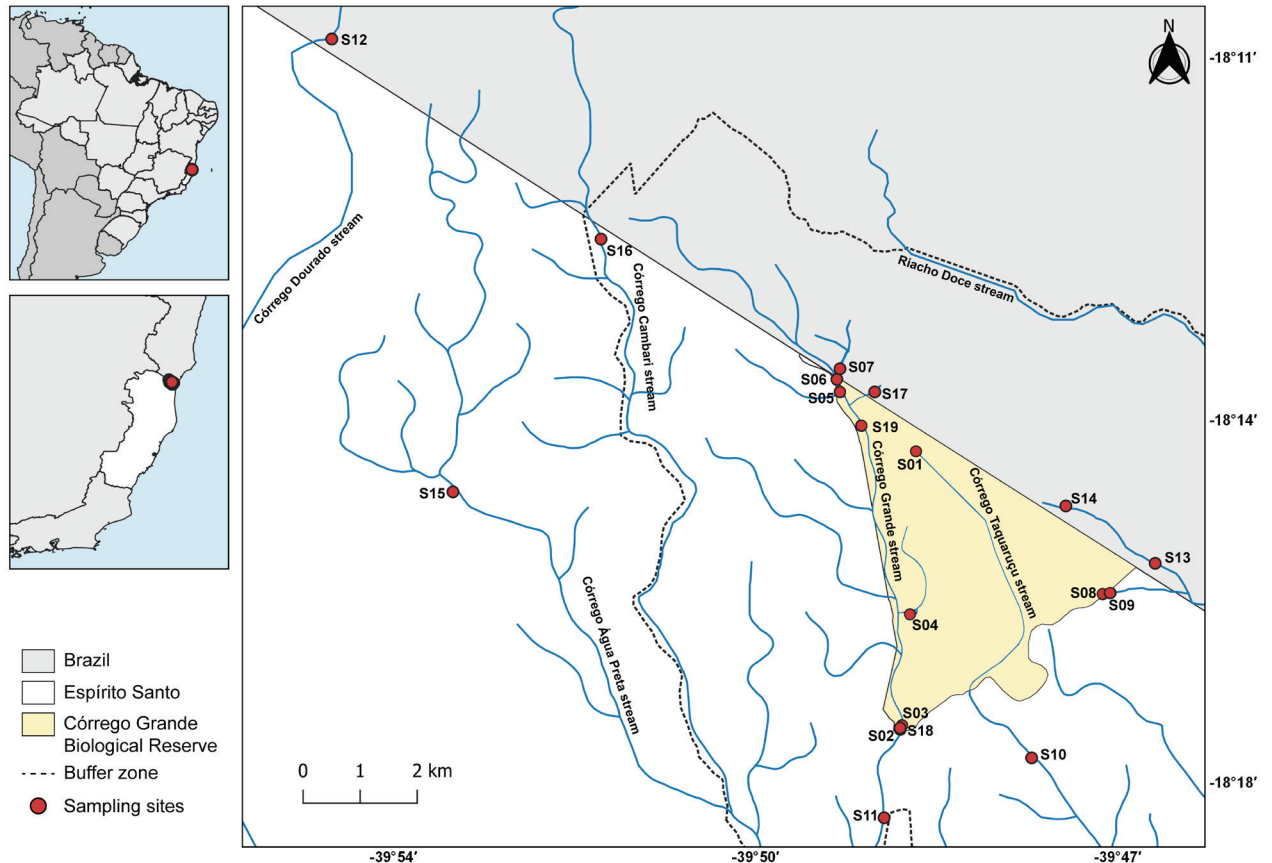 N
S12
-18°11′
Córrego Dourado stream
S16
Córrego Cambari stream
Riacho Doce stream
S07
S06
S05
S17
S19
-18°14′
S01
S15
Córrego Grande stream
Córrego Taquaruçu stream
S14
S13
S08
S09
S04
Córrego Água Preta stream
S03
S02
S18
S10
-18°18′
S11
0 1 2 km
-39°54′
-39°50′
-39°47′
Brazil
Espírito Santo
Córrego Grande
Biological Reserve
Buffer zone
Sampling sites